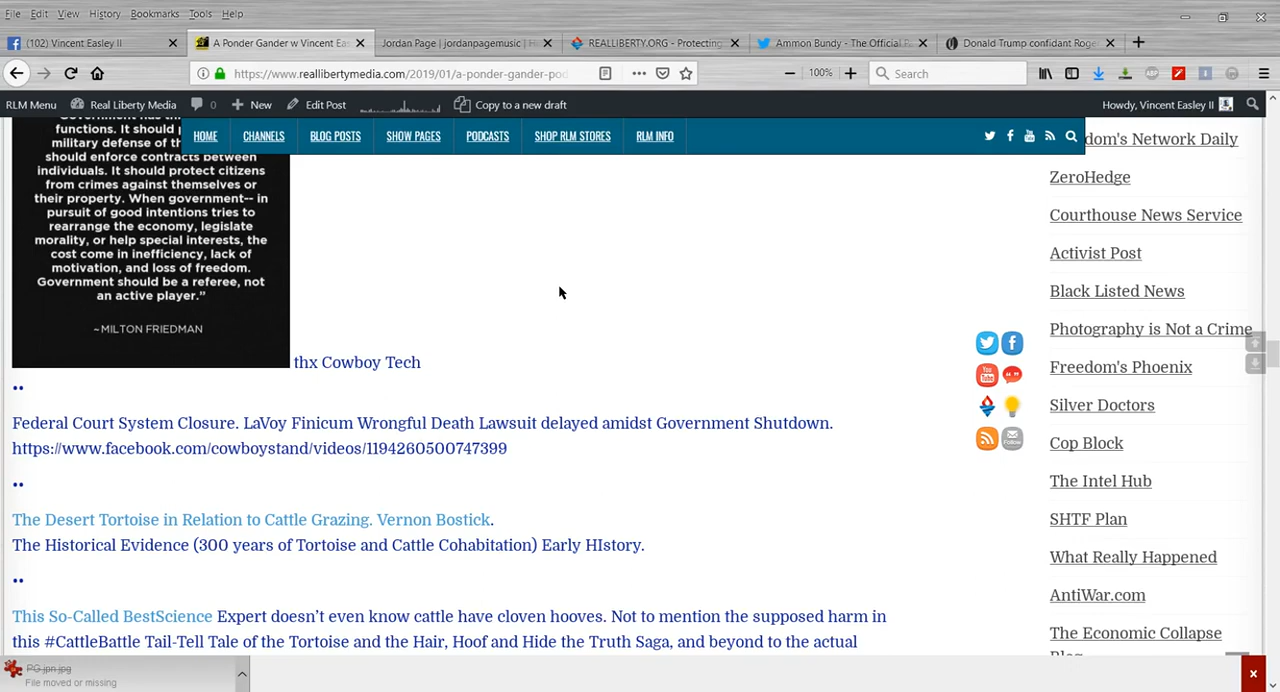 File Edit View History Bookmarks Tools Help
(102) Vincent Easley II
A Ponder Gander w Vincent Eas
Jordan Page | jordanpagemusic | H
REALLIBERTY.ORG - Protecting
Ammon Bundy - The Official Pa
Donald Trump confidant Roge
https://www.reallibertymedia.com/2019/01/a-ponder-gander-pod
100%
Search
RLM Menu Real Liberty Media 0 New Edit Post Copy to a new draft Howdy, Vincent Easley II
HOME CHANNELS BLOG POSTS SHOW PAGES PODCASTS SHOP RLM STORES RLM INFO
functions. It should
military defense of
should enforce contracts between
individuals. It should protect citizens
from crimes against themselves or
their property. When government-- in
pursuit of good intentions tries to
rearrange the economy, legislate
morality, or help special interests, the
cost come in inefficiency, lack of
motivation, and loss of freedom.
Government should be a referee, not
an active player.”
~MILTON FRIEDMAN
thx Cowboy Tech
••
Federal Court System Closure. LaVoy Finicum Wrongful Death Lawsuit delayed amidst Government Shutdown.
https://www.facebook.com/cowboystand/videos/1194260500747399
••
The Desert Tortoise in Relation to Cattle Grazing. Vernon Bostick.
The Historical Evidence (300 years of Tortoise and Cattle Cohabitation) Early HIstory.
••
This So-Called BestScience Expert doesn’t even know cattle have cloven hooves. Not to mention the supposed harm in
this #CattleBattle Tail-Tell Tale of the Tortoise and the Hair, Hoof and Hide the Truth Saga, and beyond to the actual
dom's Network Daily
ZeroHedge
Courthouse News Service
Activist Post
Black Listed News
Photography is Not a Crime
Freedom's Phoenix
Silver Doctors
Cop Block
The Intel Hub
SHTF Plan
What Really Happened
AntiWar.com
The Economic Collapse
Blog
You Tube
Follow
PG.jpn.jpg
File moved or missing